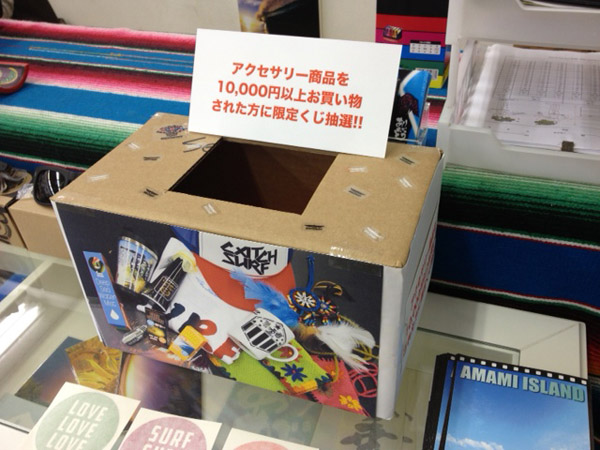 アクセサリー商品を
10,000円以上お買い物
された方に限定くじ抽選!!
CATCH
SURF
AMAMI ISLAND
LOVE
LOVE
LOVE
SURF